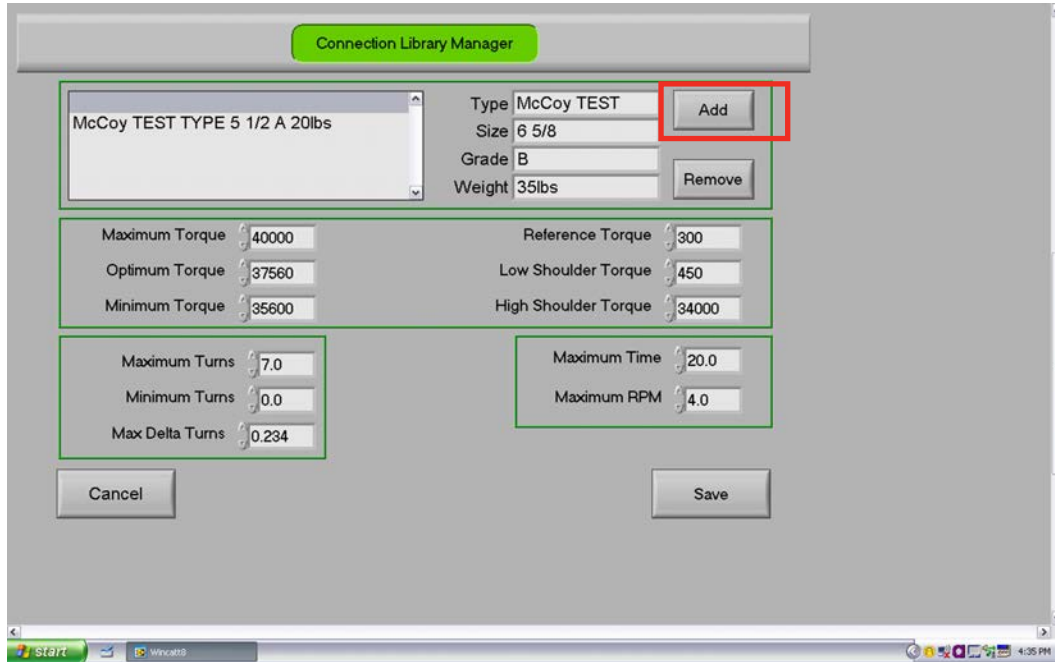 Connection Library Manager
McCoy TEST TYPE 5 1/2 A 20lbs
Type McCoy TEST
Size 6 5/8
Grade B
Weight 35lbs
Add
Remove
Maximum Torque 40000
Optimum Torque 37560
Minimum Torque 35600
Reference Torque 300
Low Shoulder Torque 450
High Shoulder Torque 34000
Maximum Turns 7.0
Minimum Turns 0.0
Max Delta Turns 0.234
Maximum Time 20.0
Maximum RPM 4.0
Cancel
Save
start
Wincatt8
4:35 PM